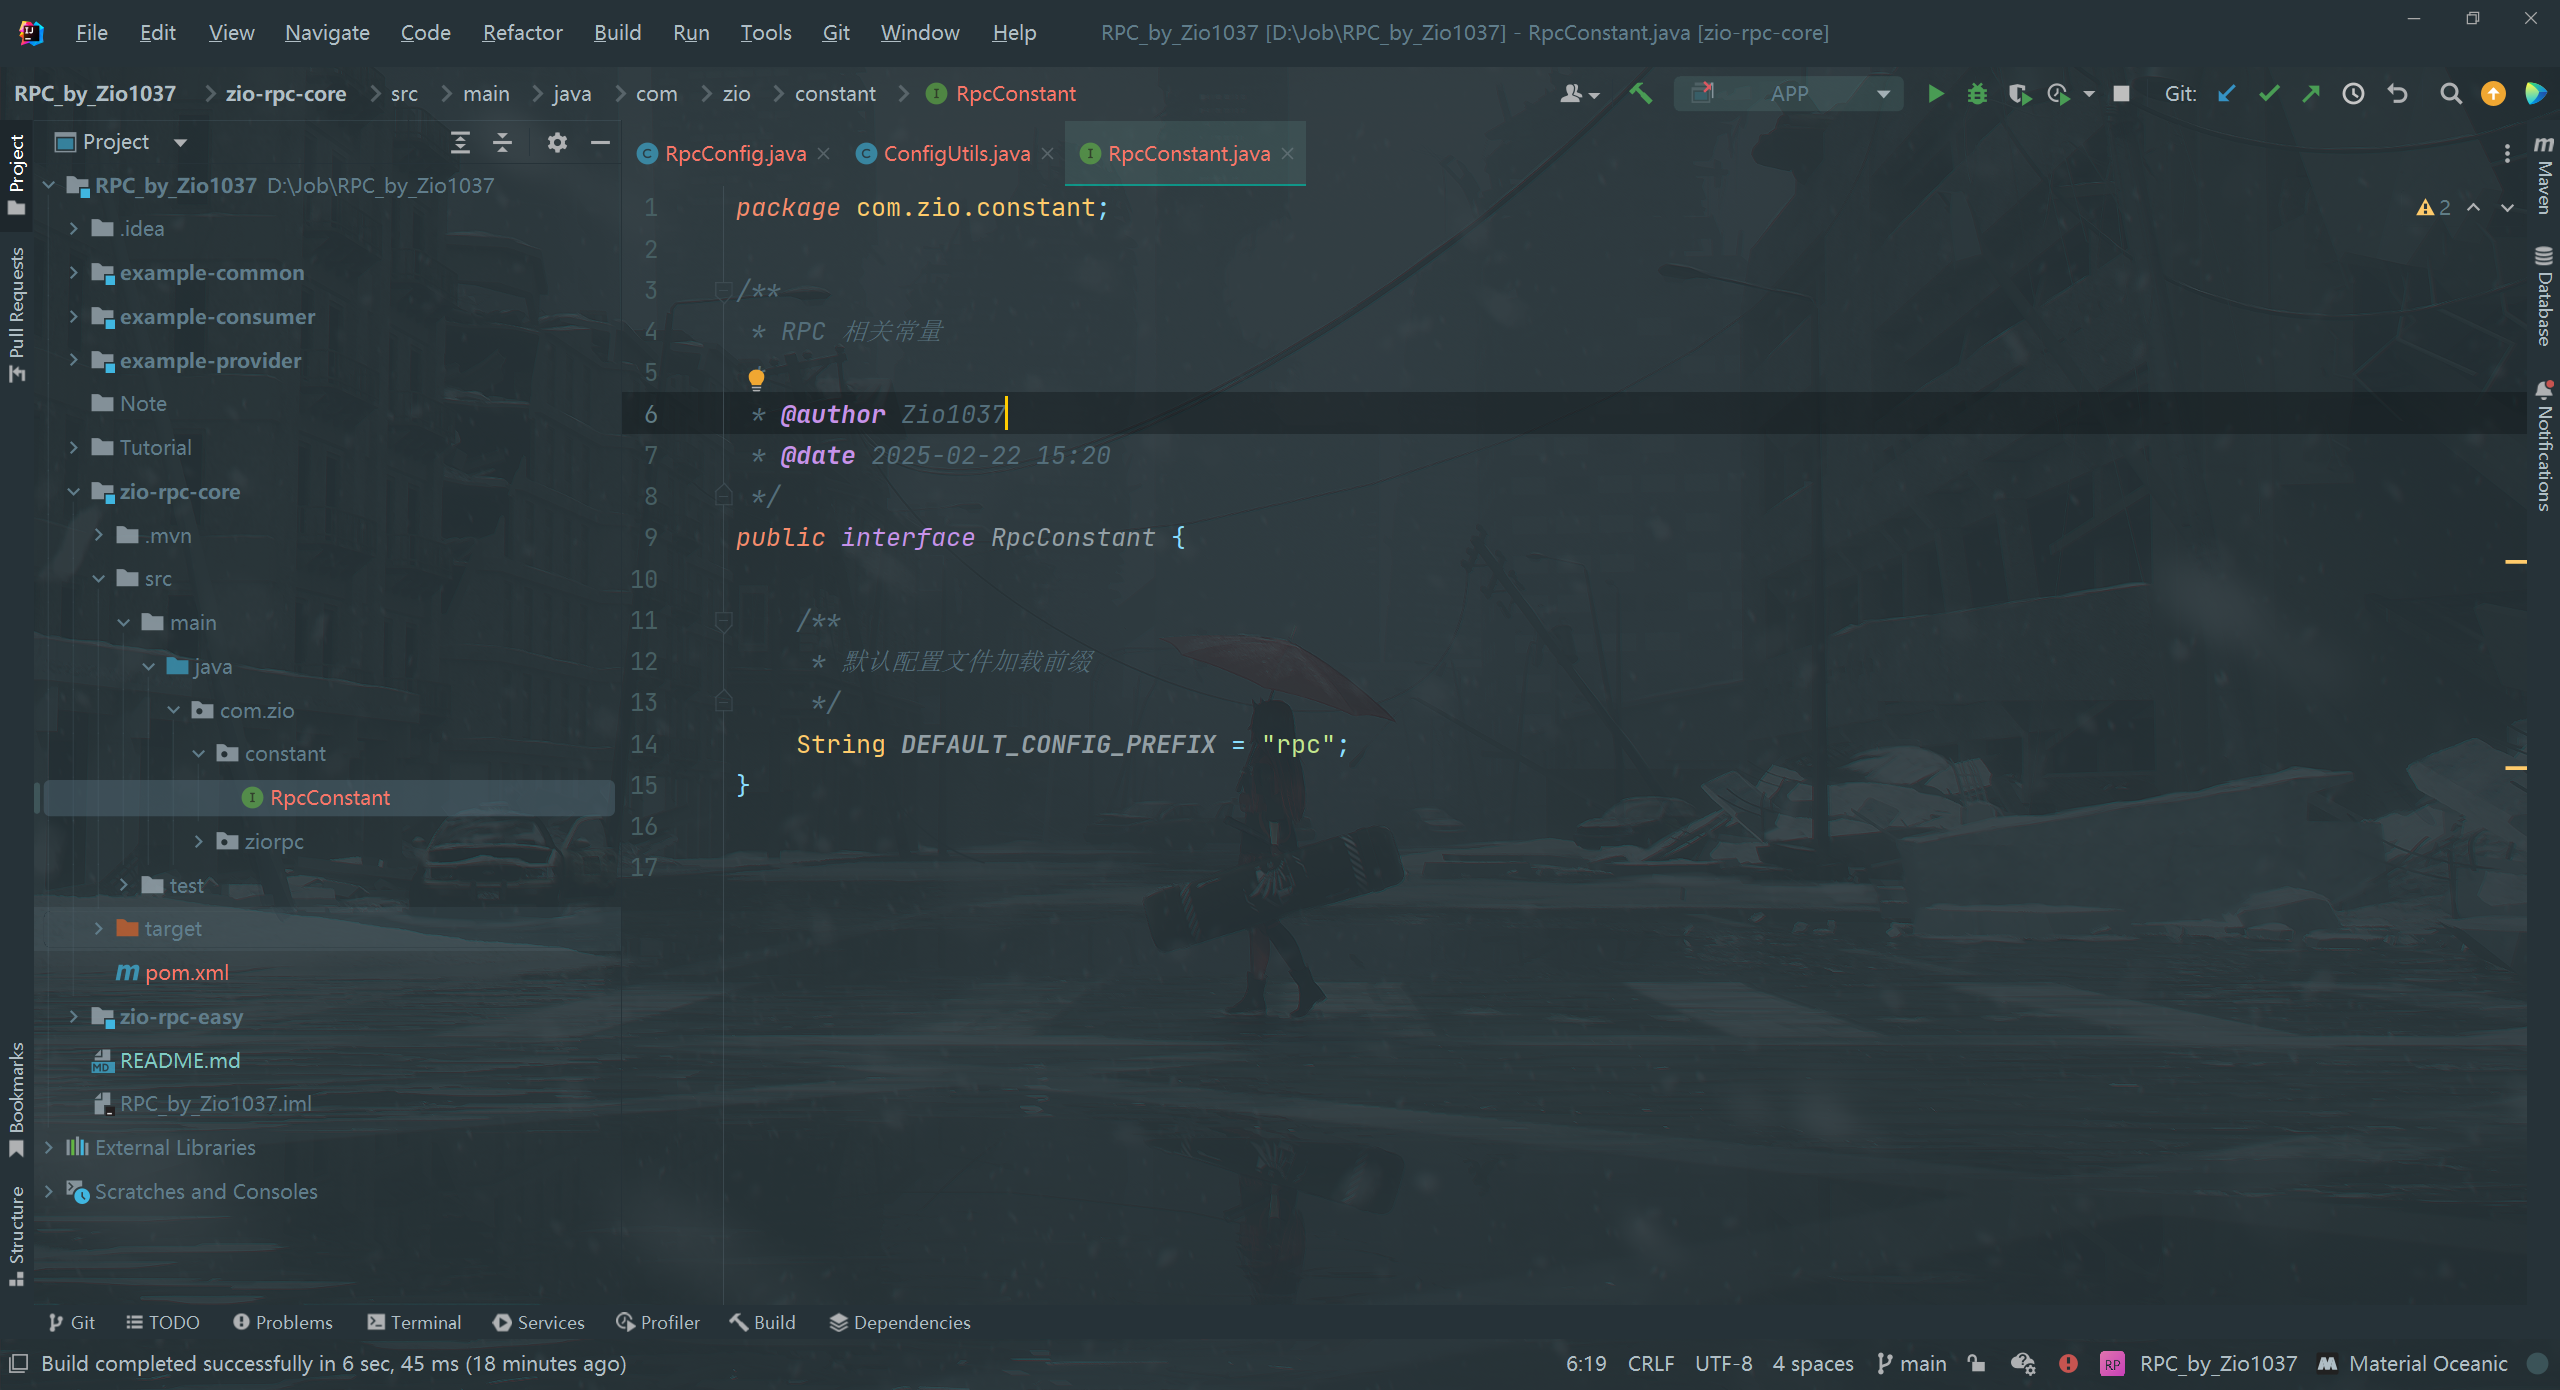 File Edit View Navigate Code Refactor Build Run Tools Git Window Help RPC_by_Zio1037 [D:\Job\RPC_by_Zio1037] - RpcConstant.java [zio-rpc-core]
RPC_by_Zio1037 zio-rpc-core src main java com zio constant RpcConstant APP Git:
Project
Pull Requests
Bookmarks
Structure
Project
RPC_by_Zio1037 D:\Job\RPC_by_Zio1037
.idea
example-common
example-consumer
example-provider
Note
Tutorial
zio-rpc-core
.mvn
src
main
java
com.zio
constant
RpcConstant
ziorpc
test
target
pom.xml
zio-rpc-easy
README.md
RPC_by_Zio1037.iml
External Libraries
Scratches and Consoles
RpcConfig.java ConfigUtils.java RpcConstant.java
2
1 package com.zio.constant;
2
3 /**
4 * RPC 相关常量
5
6 * @author Zio1037
7 * @date 2025-02-22 15:20
8 */
9 public interface RpcConstant {
10
11 /**
12 * 默认配置文件加载前缀
13 */
14 String DEFAULT_CONFIG_PREFIX = "rpc";
15 }
16
17
Maven
Database
Notifications
Git TODO Problems Terminal Services Profiler Build Dependencies
Build completed successfully in 6 sec, 45 ms (18 minutes ago) 6:19 CRLF UTF-8 4 spaces main RP RPC_by_Zio1037 Material Oceanic